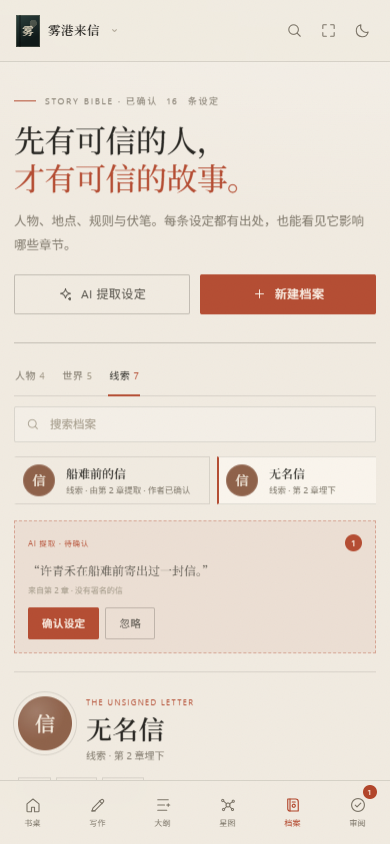 雾 雾港来信
STORY BIBLE · 已确认 16 条设定
先有可信的人，
才有可信的故事。
人物、地点、规则与伏笔。每条设定都有出处，也能看见它影响
哪些章节。
AI 提取设定
+ 新建档案
人物 4 世界 5 线索 7
搜索档案
信 船难前的信
线索 · 由第 2 章提取 · 作者已确认
信 无名信
线索 · 第 2 章埋下
AI 提取 · 待确认 1
“许青禾在船难前寄出过一封信。”
来自第 2 章 · 没有署名的信
确认设定 忽略
信
THE UNSIGNED LETTER
无名信
线索 · 第 2 章埋下
1
书桌 写作 大纲 星图 档案 审阅